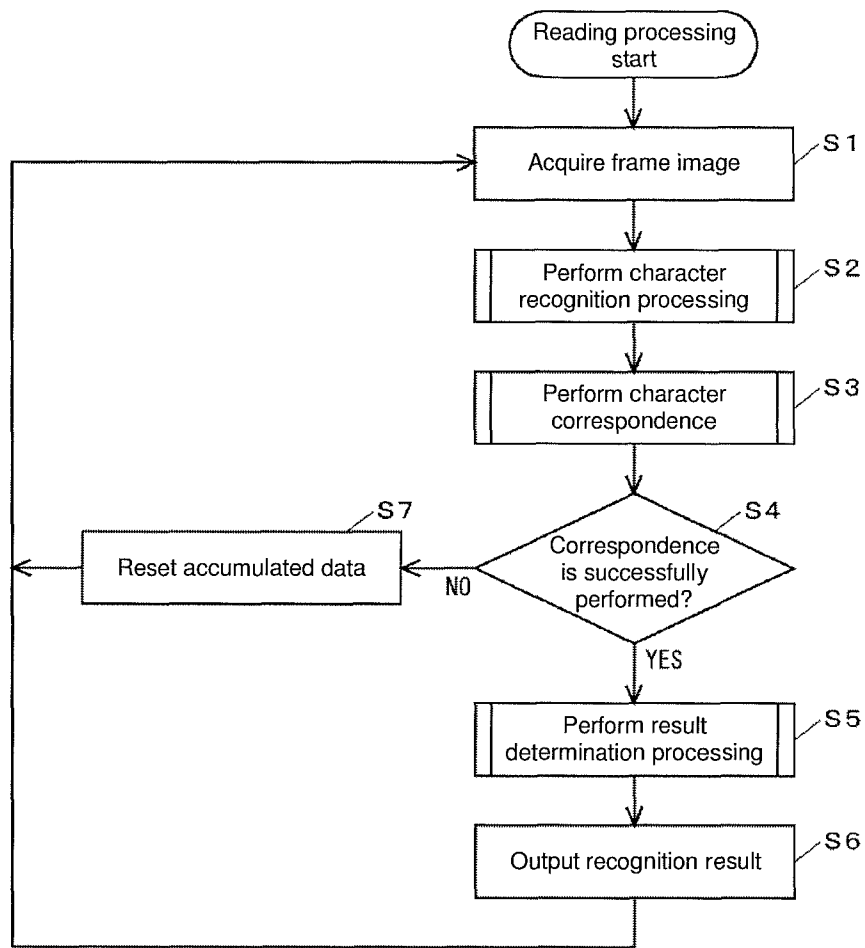 Reading processing
start
Acquire frame image
S1
Perform character
recognition processing
S2
Perform character
correspondence
S3
Correspondence
is successfully
performed?
S4
NO
Reset accumulated data
S7
YES
Perform result
determination processing
S5
Output recognition result
S6